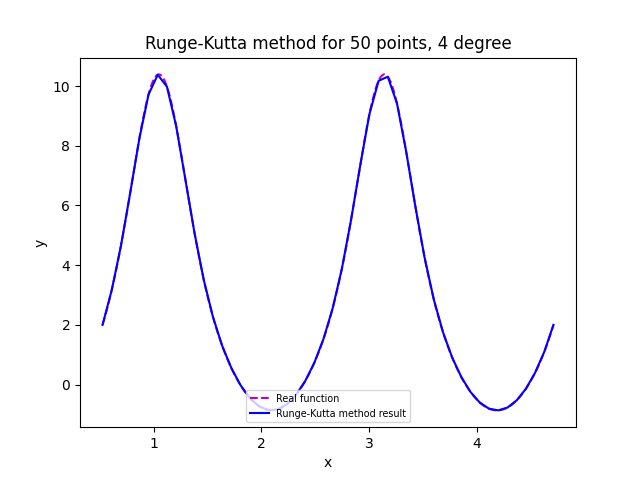 Runge-Kutta method for 50 points, 4 degree
10
8
6
4
2
0
y
Real function
Runge-Kutta method result
1
2
3
4
x